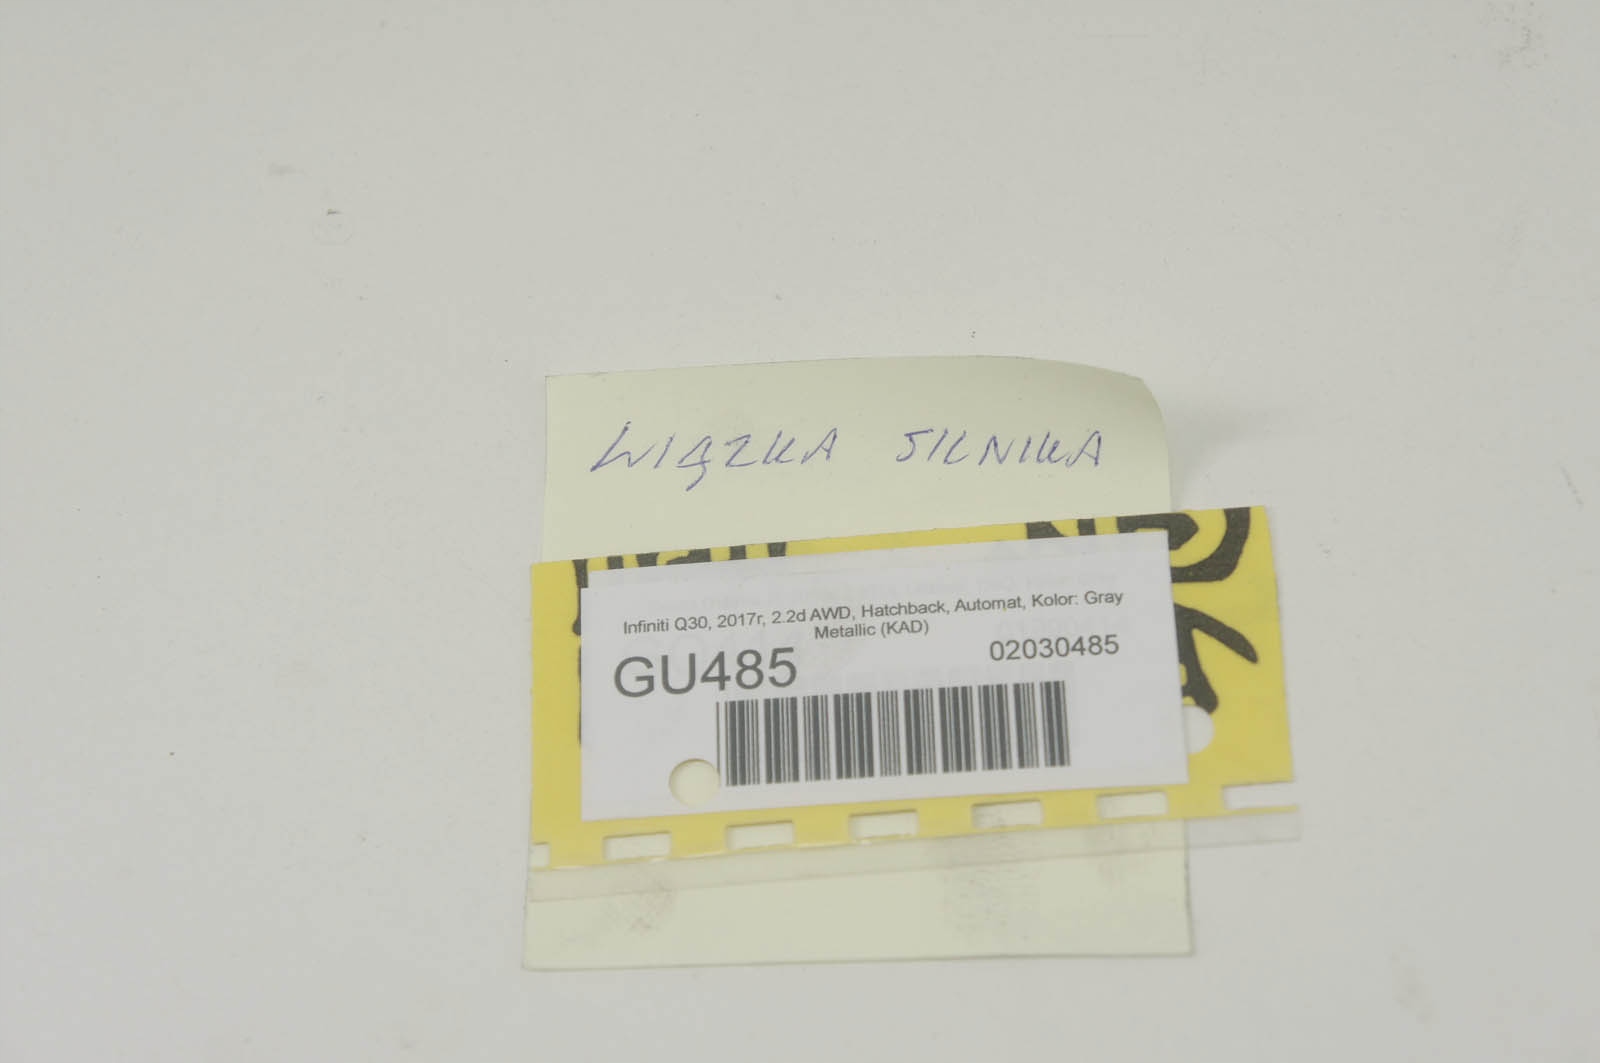 WIĄZKA SILNIKA
Infiniti Q30, 2017r, 2.2d AWD, Hatchback, Automat, Kolor: Gray
Metallic (KAD)
GU485
02030485